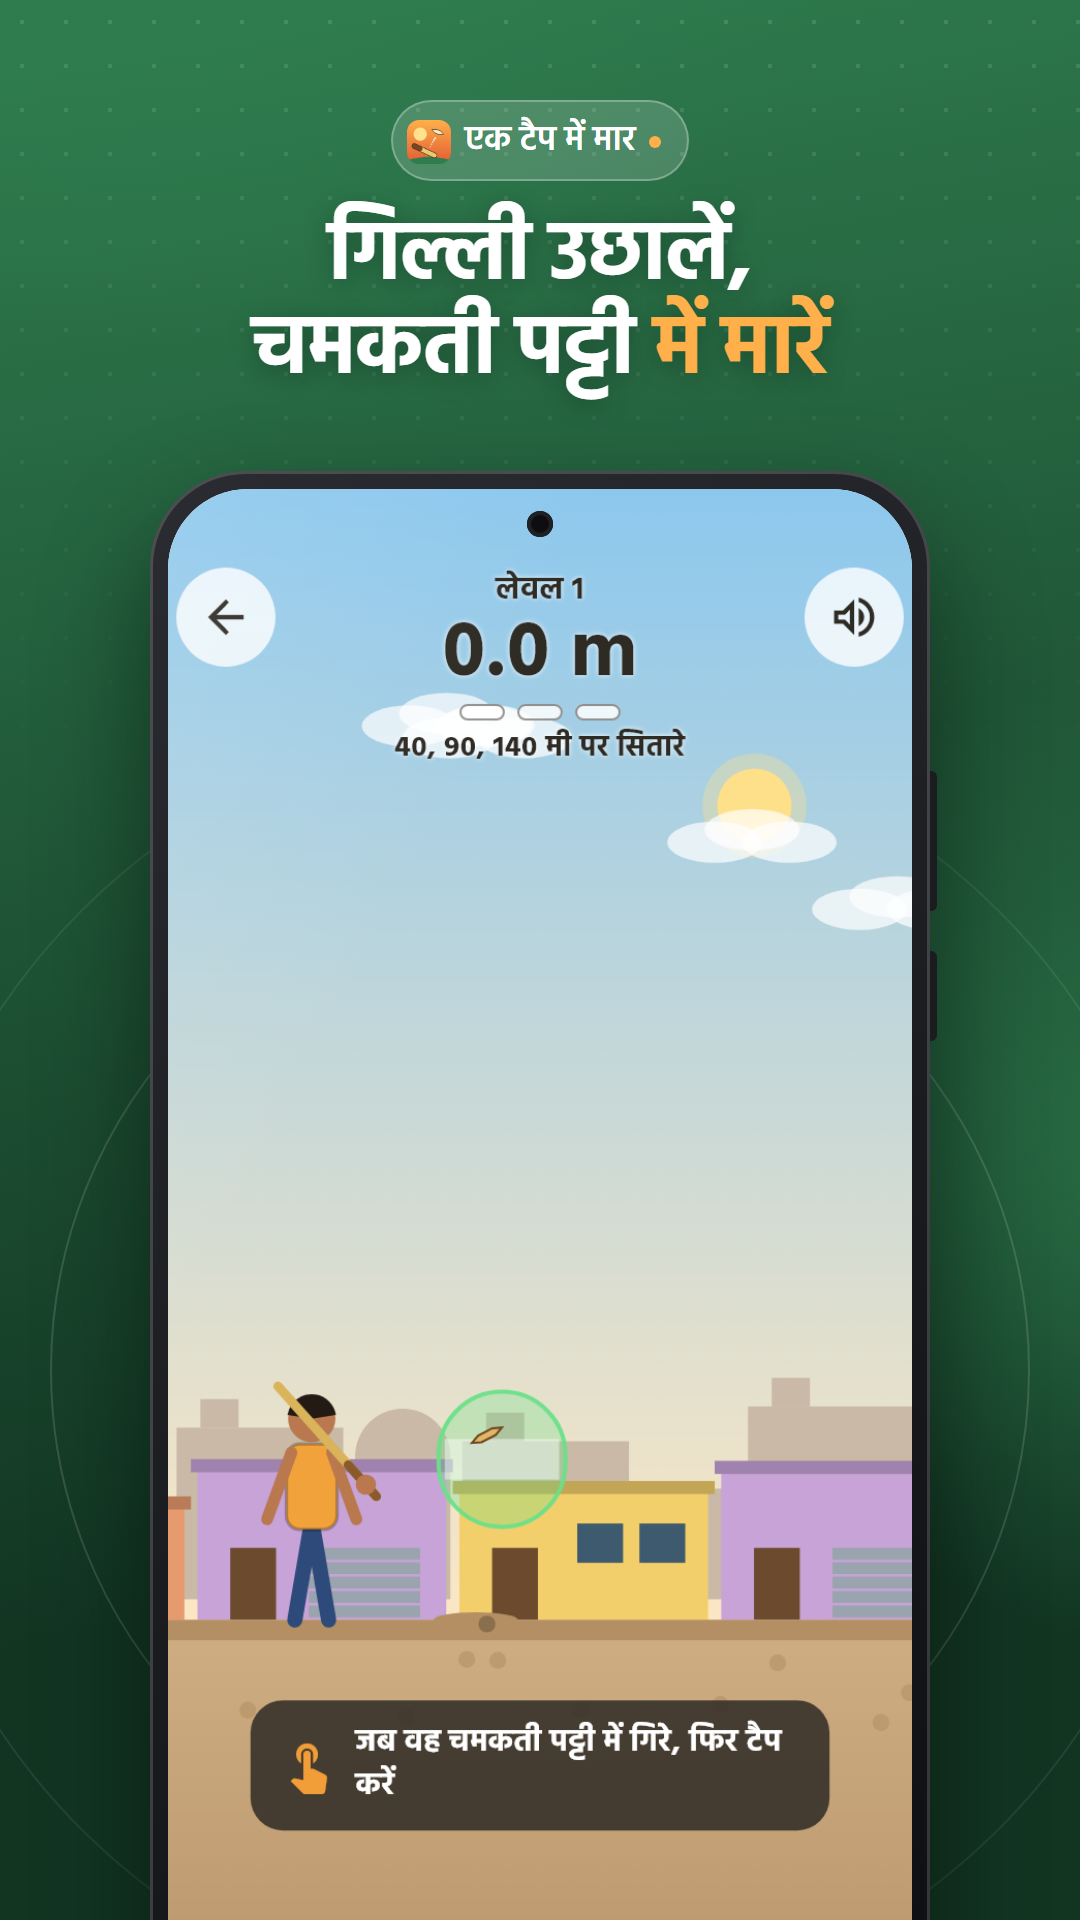 एक टैप में मार
गिल्ली उछालें,
चमकती पट्टी में मारें
लेवल 1
0.0 m
40, 90, 140 मी पर सितारे
जब वह चमकती पट्टी में गिरे, फिर टैप
करें